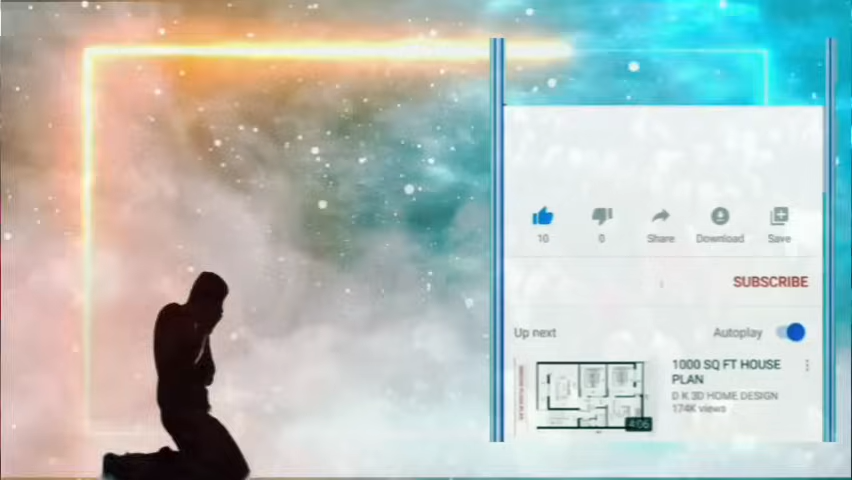 10
0
Share
Download
Save
SUBSCRIBE
Up next
Autoplay
1000 SQ FT HOUSE
PLAN
D K 3D HOME DESIGN
174K views
4:06